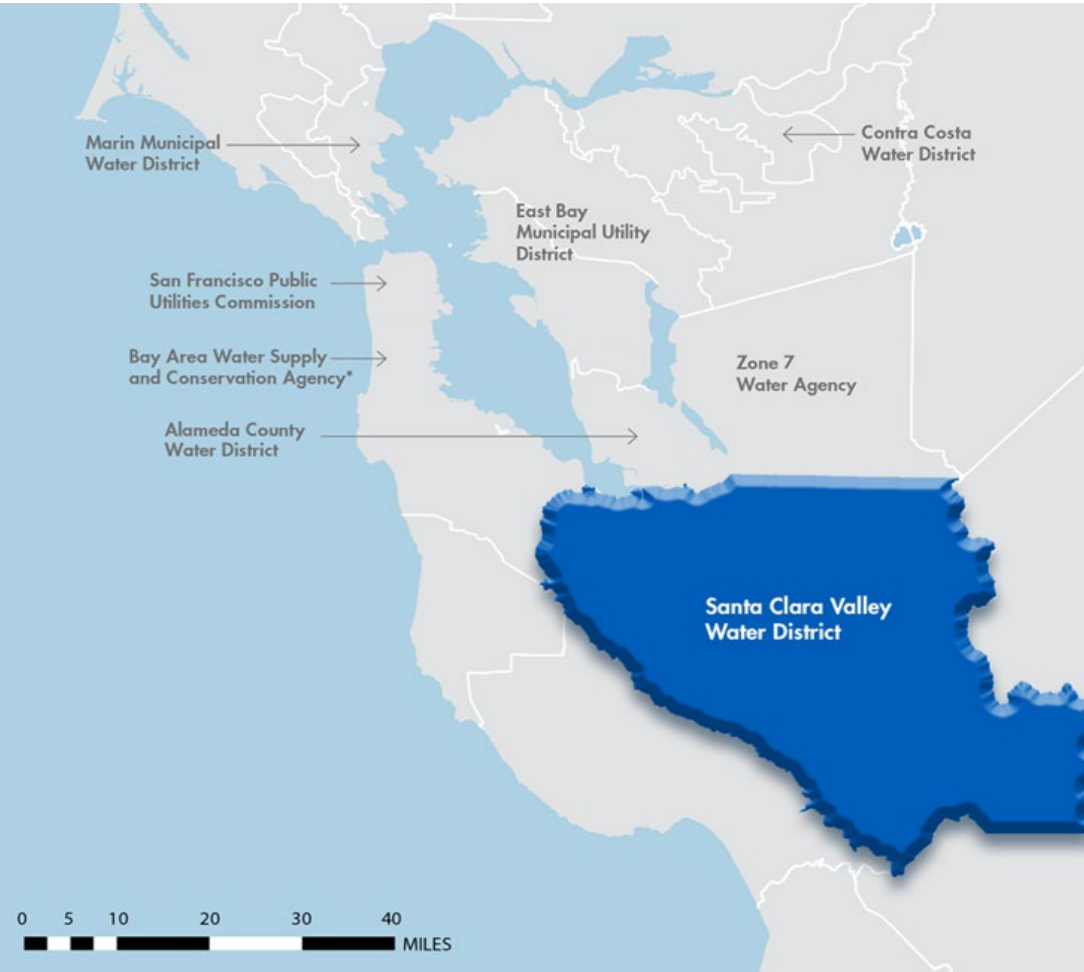 Marin Municipal
Water District
Contra Costa
Water District
East Bay
Municipal Utility
District
San Francisco Public
Utilities Commission
Bay Area Water Supply
and Conservation Agency*
Zone 7
Water Agency
Alameda County
Water District
Santa Clara Valley
Water District
0 5 10 20 30 40
MILES